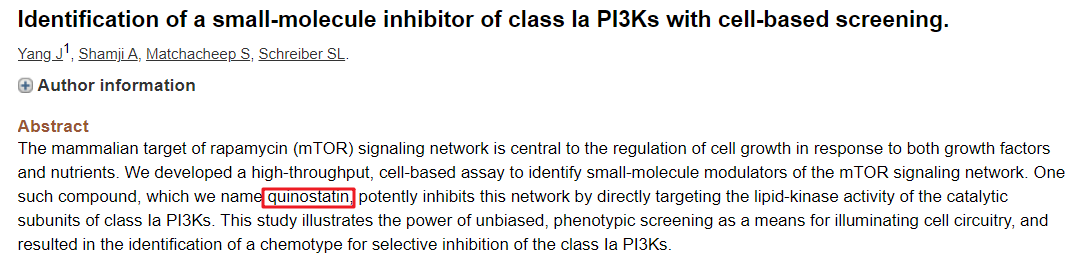 Identification of a small-molecule inhibitor of class Ia PI3Ks with cell-based screening.
Yang J1, Shamji A, Matchacheep S, Schreiber SL.
Author information
Abstract
The mammalian target of rapamycin (mTOR) signaling network is central to the regulation of cell growth in response to both growth factors
and nutrients. We developed a high-throughput, cell-based assay to identify small-molecule modulators of the mTOR signaling network. One
such compound, which we name quinostatin, potently inhibits this network by directly targeting the lipid-kinase activity of the catalytic
subunits of class Ia PI3Ks. This study illustrates the power of unbiased, phenotypic screening as a means for illuminating cell circuitry, and
resulted in the identification of a chemotype for selective inhibition of the class Ia PI3Ks.